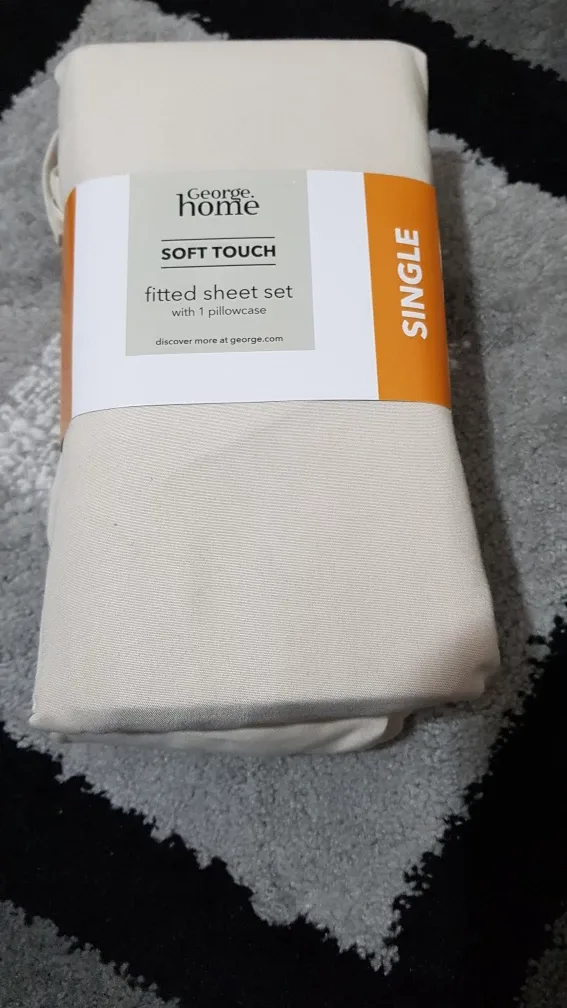 George.
home
SOFT TOUCH
fitted sheet set
with 1 pillowcase
discover more at george.com
SINGLE